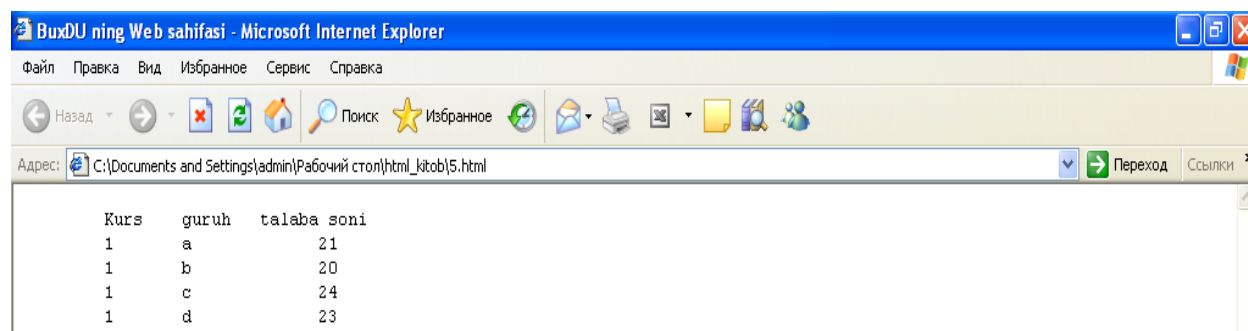 BuxDU ning Web sahifasi - Microsoft Internet Explorer
Файл Правка Вид Избранное Сервис Справка
Назад Поиск Избранное
Адрес: C:\Documents and Settings\admin\Рабочий стол\html_kitob\5.html Переход Ссылки »
Kurs guruh talaba soni
1 a 21
1 b 20
1 c 24
1 d 23